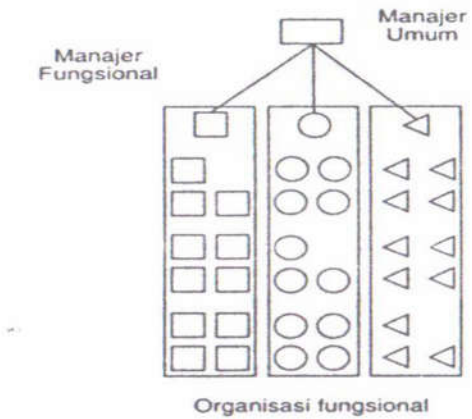 Manajer
Umum
Manajer
Fungsional
Organisasi fungsional